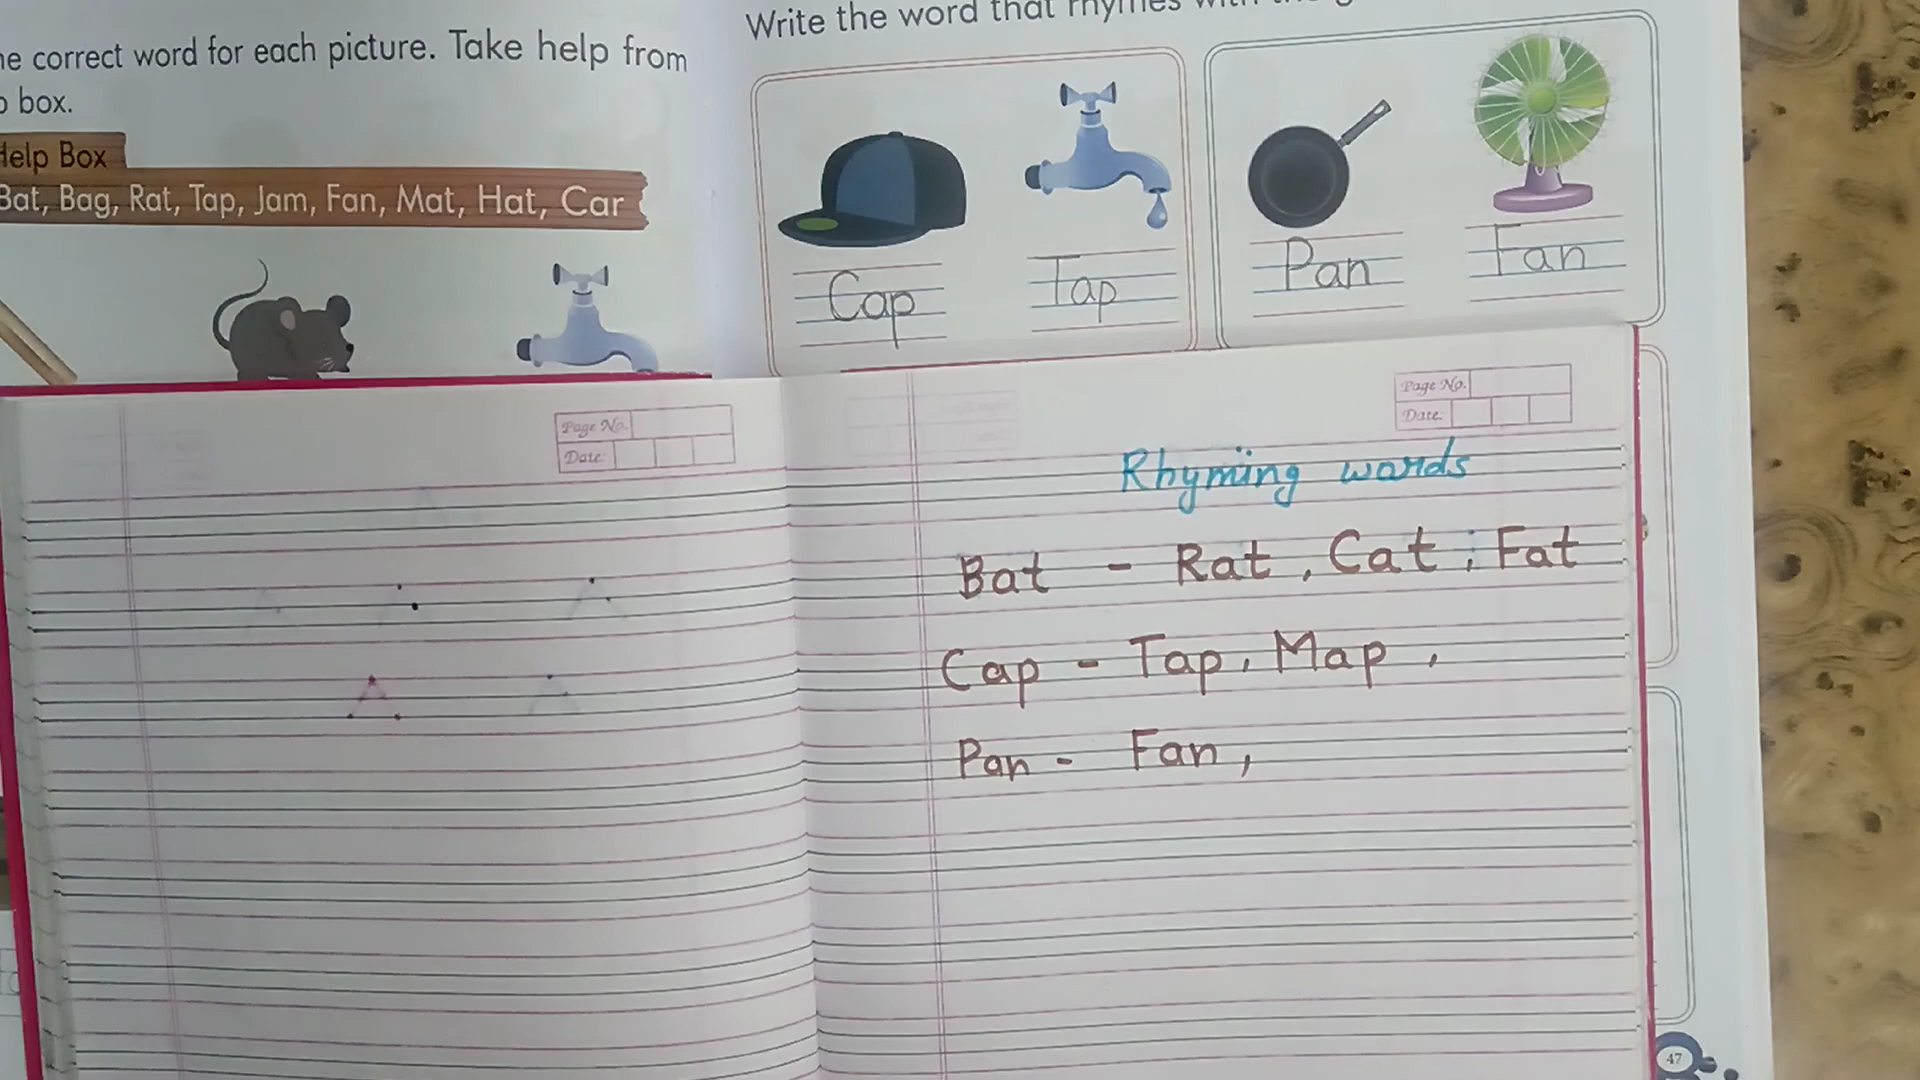 correct word for each picture. Take help from
box.
Help Box
Bat, Bag, Rat, Tap, Jam, Fan, Mat, Hat, Car
Write the word that rhymes
Cap Tap Pan Fan
Page No.
Date:
Page No.
Date:
Rhyming words
Bat - Rat, Cat, Fat
Cap - Tap, Map,
Pan - Fan,
47